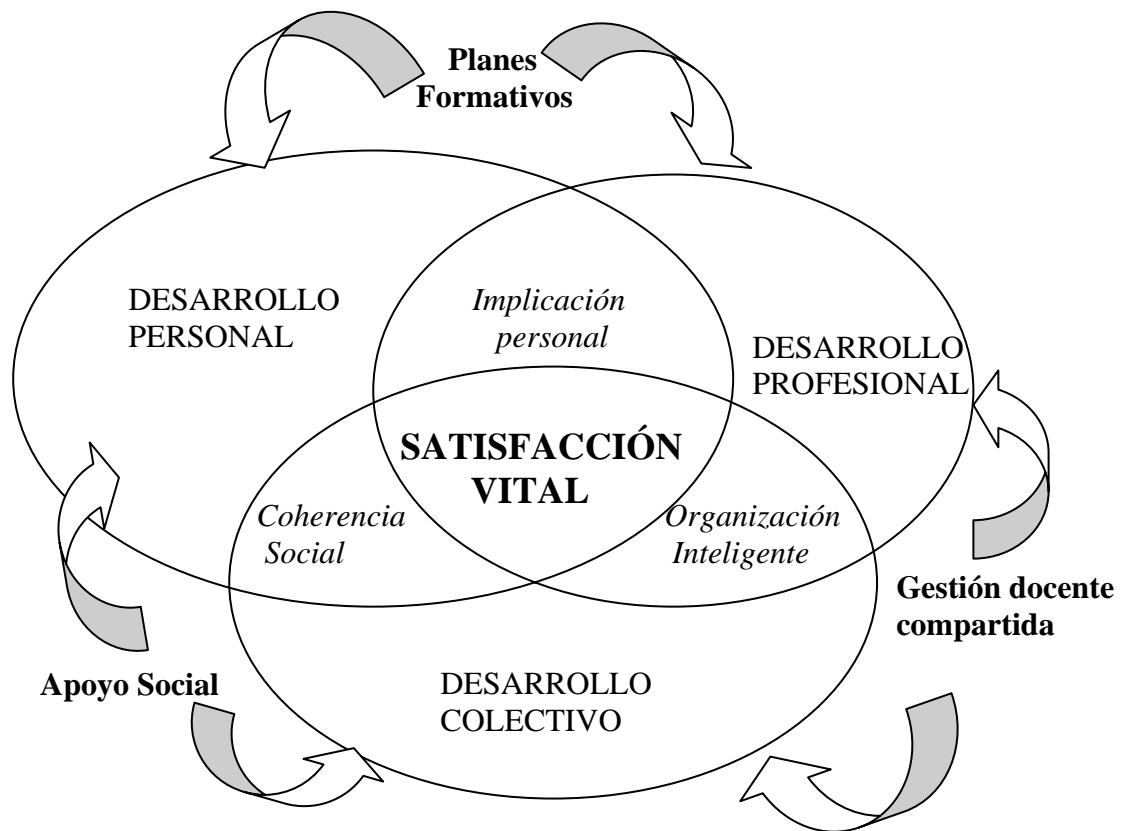 Planes
Formativos
DESARROLLO
PERSONAL
Implicación
personal
DESARROLLO
PROFESIONAL
SATISFACCIÓN
VITAL
Coherencia
Social
Organización
Inteligente
Gestión docente
compartida
Apoyo Social
DESARROLLO
COLECTIVO